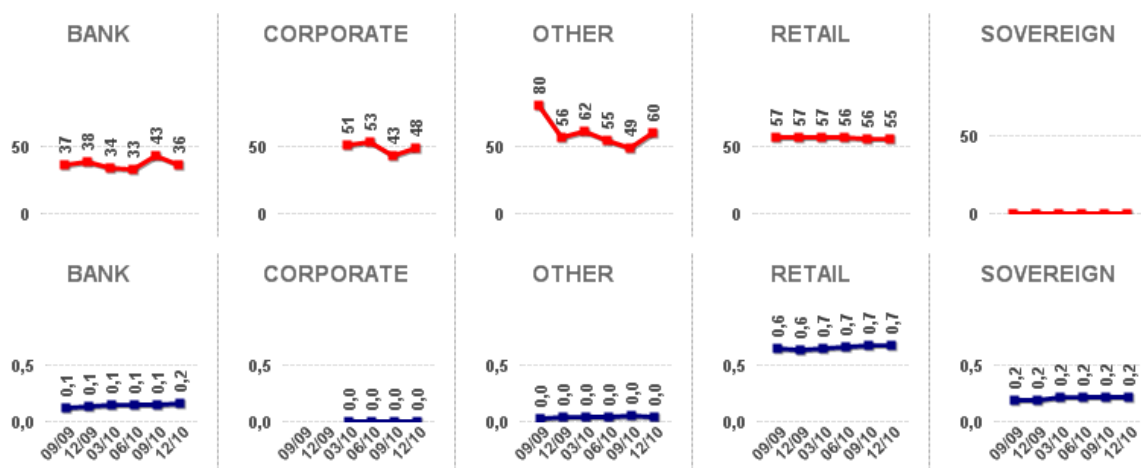 BANK CORPORATE OTHER RETAIL SOVEREIGN
37 38 34 33 43 36 51 53 43 48 80 56 62 55 49 60 57 57 57 56 56 55
50 50 50 50 50
0 0 0 0 0
BANK CORPORATE OTHER RETAIL SOVEREIGN
0,1 0,1 0,1 0,1 0,1 0,2 0,0 0,0 0,0 0,0 0,0 0,0 0,0 0,0 0,0 0,0 0,6 0,6 0,7 0,7 0,7 0,7 0,2 0,2 0,2 0,2 0,2 0,2
0,5 0,5 0,5 0,5 0,5
0,0 0,0 0,0 0,0 0,0
09/09 12/09 03/10 06/10 09/10 12/10 09/09 12/09 03/10 06/10 09/10 12/10 09/09 12/09 03/10 06/10 09/10 12/10 09/09 12/09 03/10 06/10 09/10 12/10 09/09 12/09 03/10 06/10 09/10 12/10